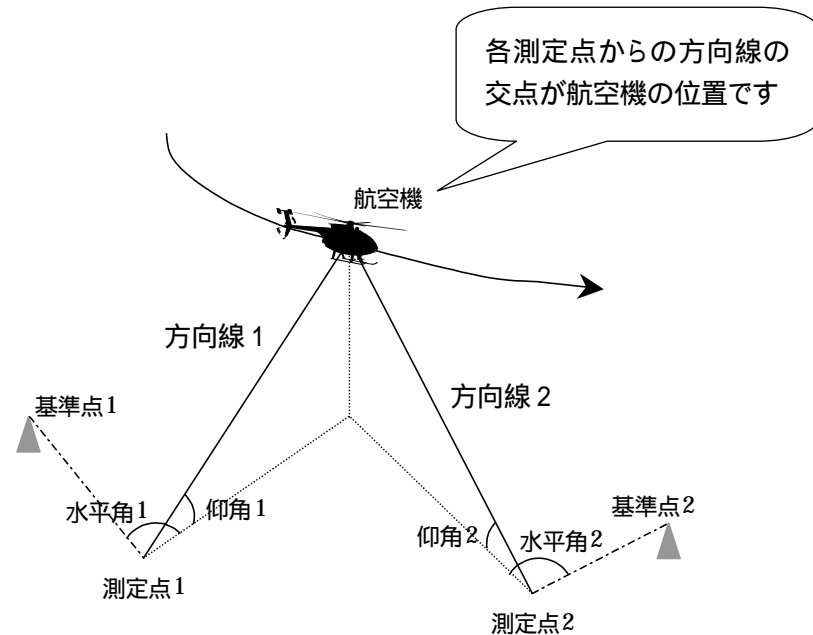 各測定点からの方向線の
交点が航空機の位置です
航空機
方向線 1
方向線 2
基準点1
水平角1
仰角1
測定点1
基準点2
仰角2
水平角2
測定点2